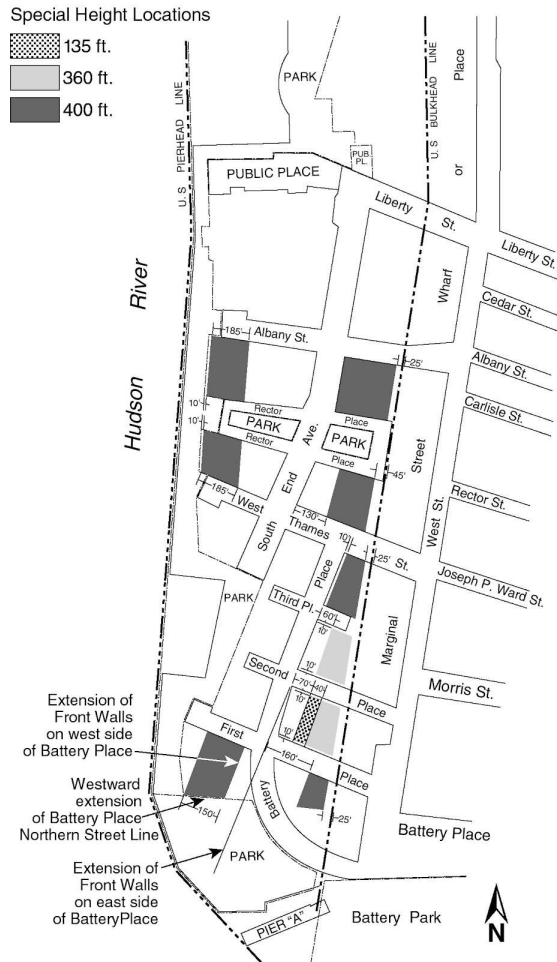 Special Height Locations
135 ft.
360 ft.
400 ft.
PARK
U.S PIERHEAD LINE
U.S BULKHEAD LINE
Place
or
PUB.
PL.
PUBLIC PLACE
Liberty
St.
Liberty St.
Wharf
Cedar St.
Hudson River
185'
Albany St.
25'
Albany St.
Carlisle St.
10'
10'
Rector
PARK
Rector
Ave.
Place
PARK
Place
Street
45'
185'
West
End
South
130'
Thames
St.
West St.
Rector St.
10'
25'
Joseph P. Ward St.
Place
PARK
Third Pl.
60'
10'
Marginal
10'
Second
70'
40'
Place
Morris St.
10'
Extension of
Front Walls
on west side
of Battery Place
First
10'
160'
Place
Westward
extension
of Battery Place
Northern Street Line
150'
Battery
25'
Battery Place
Extension of
Front Walls
on east side
of BatteryPlace
PARK
PIER "A"
Battery Park
N